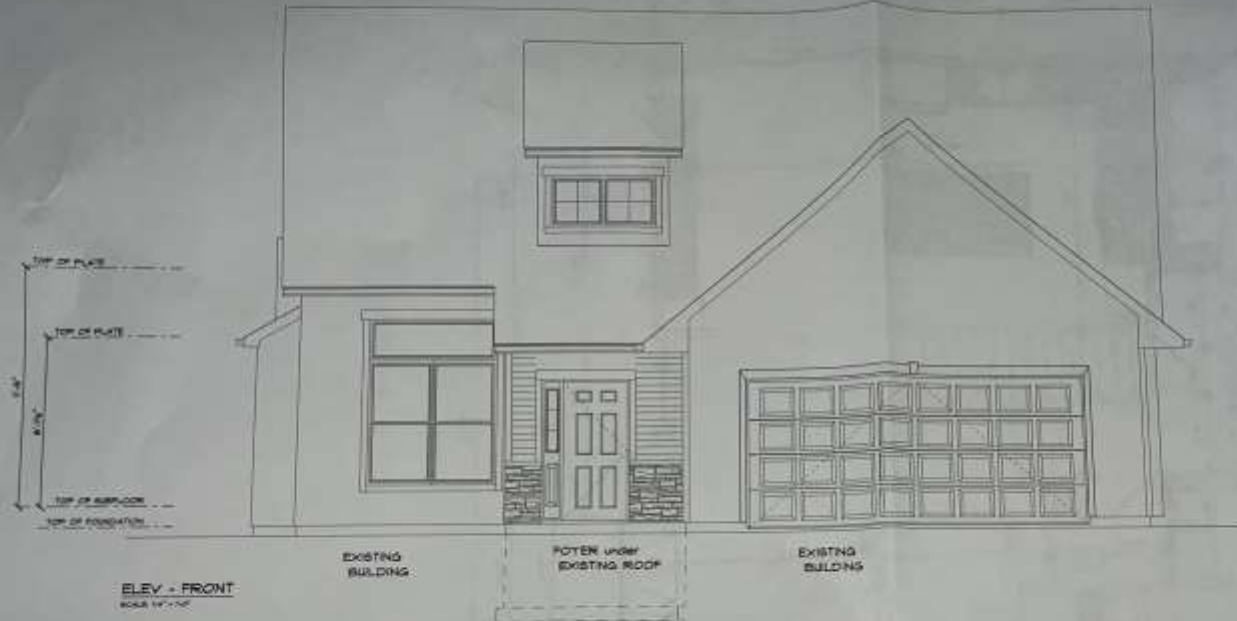 TOP OF PLATE
TOP OF PLATE
TOP OF SUBFLOOR
TOP OF FOUNDATION
EXISTING
BUILDING
FOYER under
EXISTING ROOF
EXISTING
BUILDING
ELEV - FRONT
SCALE